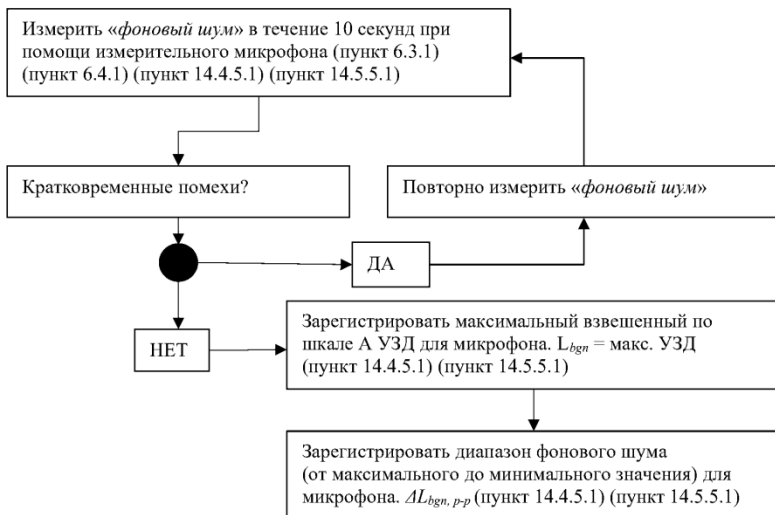 Измерить «фоновый шум» в течение 10 секунд при
помощи измерительного микрофона (пункт 6.3.1)
(пункт 6.4.1) (пункт 14.4.5.1) (пункт 14.5.5.1)
Кратковременные помехи?
Повторно измерить «фоновый шум»
ДА
НЕТ
Зарегистрировать максимальный взвешенный по
шкале А УЗД для микрофона. Lbgn = макс. УЗД
(пункт 14.4.5.1) (пункт 14.5.5.1)
Зарегистрировать диапазон фонового шума
(от максимального до минимального значения) для
микрофона. ΔLbgn, p-p (пункт 14.4.5.1) (пункт 14.5.5.1)